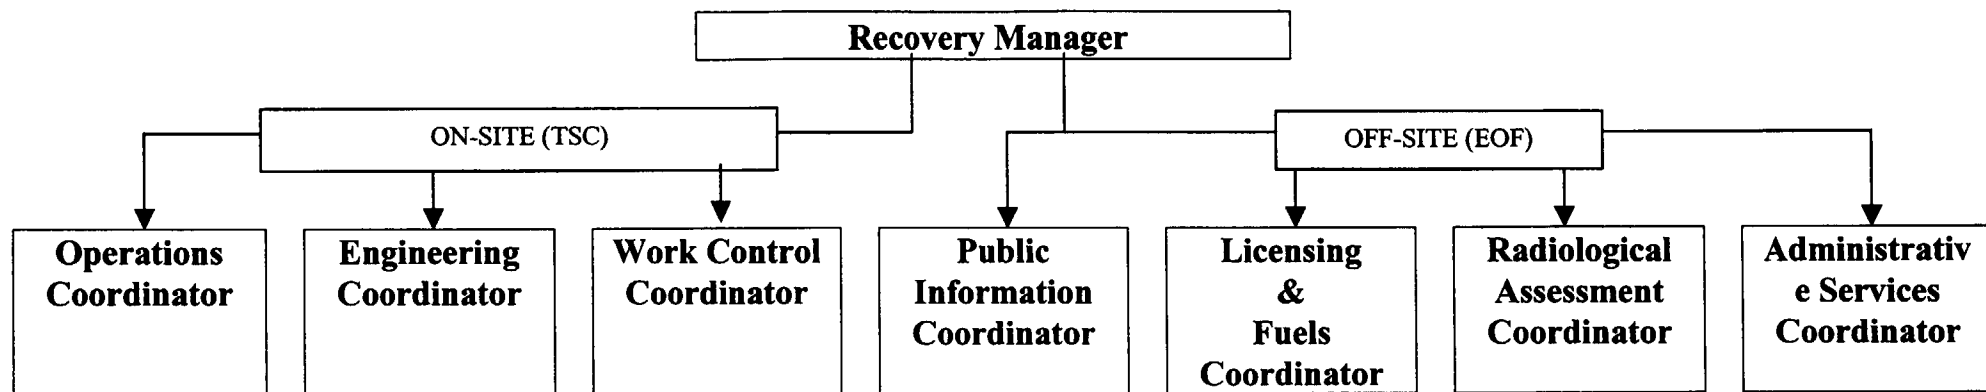 Recovery Manager
ON-SITE (TSC)
OFF-SITE (EOF)
Operations
Coordinator
Engineering
Coordinator
Work Control
Coordinator
Public
Information
Coordinator
Licensing
&
Fuels
Coordinator
Radiological
Assessment
Coordinator
Administrativ
e Services
Coordinator